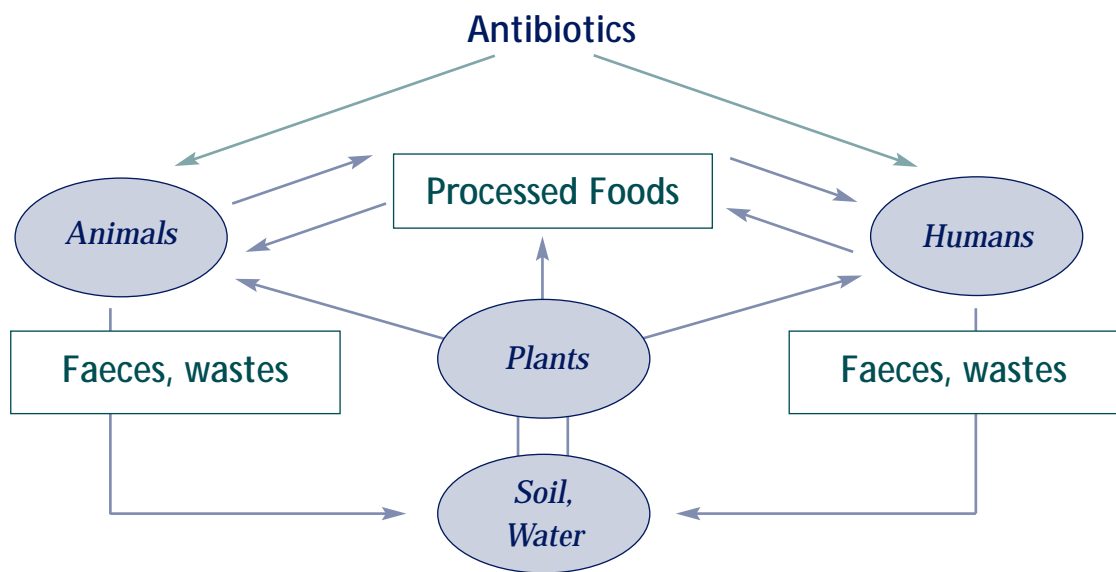 Antibiotics
Processed Foods
Animals
Humans
Plants
Faeces, wastes
Faeces, wastes
Soil,
Water